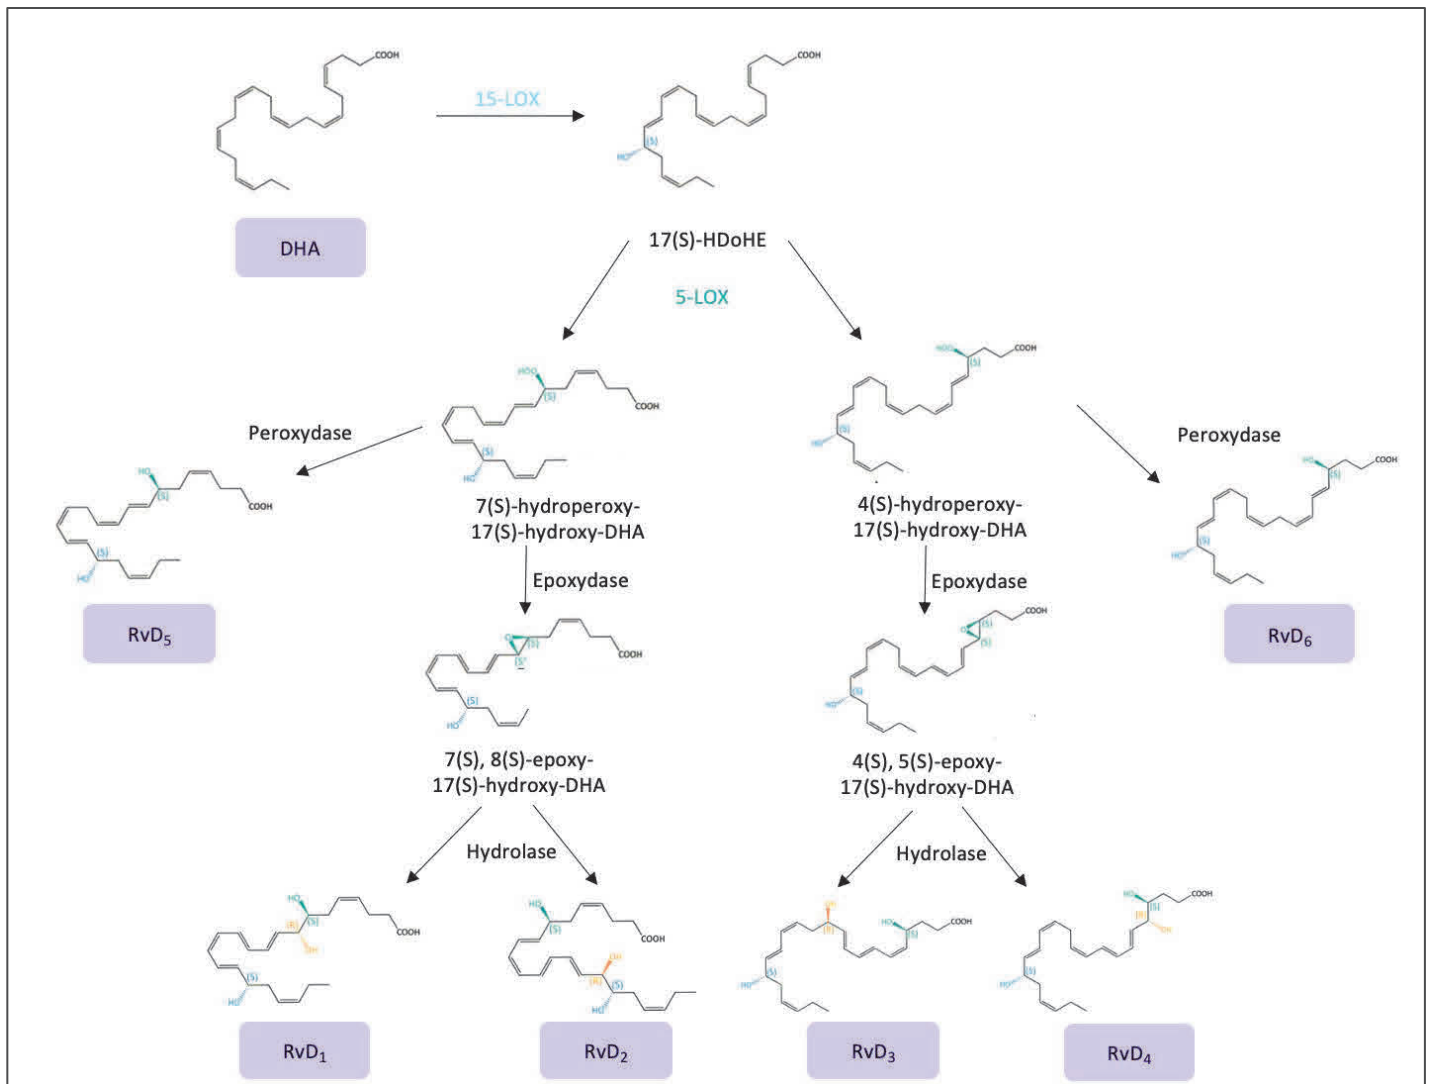 COOH
COOH
15-LOX
(S)
HO
DHA
17(S)-HDoHE
5-LOX
HOO
(S)
COOH
HOO
(S)
COOH
Peroxydase
(S)
HO
(S)
HO
Peroxydase
HO
(S)
COOH
HO
(S)
COOH
(S)
HO
7(S)-hydroperoxy-
17(S)-hydroxy-DHA
4(S)-hydroperoxy-
17(S)-hydroxy-DHA
(S)
HO
Epoxydase
Epoxydase
RvD5
RvD6
O
(S)
(S)
COOH
O
(S)
(S)
COOH
(S)
HO
(S)
HO
7(S), 8(S)-epoxy-
17(S)-hydroxy-DHA
4(S), 5(S)-epoxy-
17(S)-hydroxy-DHA
Hydrolase
Hydrolase
HO
(S)
(R)
OH
COOH
(S)
HO
HO
(S)
COOH
OH
(R)
(S)
HO
OH
(R)
HO
(S)
COOH
(S)
HO
HO
(S)
(R)
OH
COOH
(S)
HO
RvD1
RvD2
RvD3
RvD4